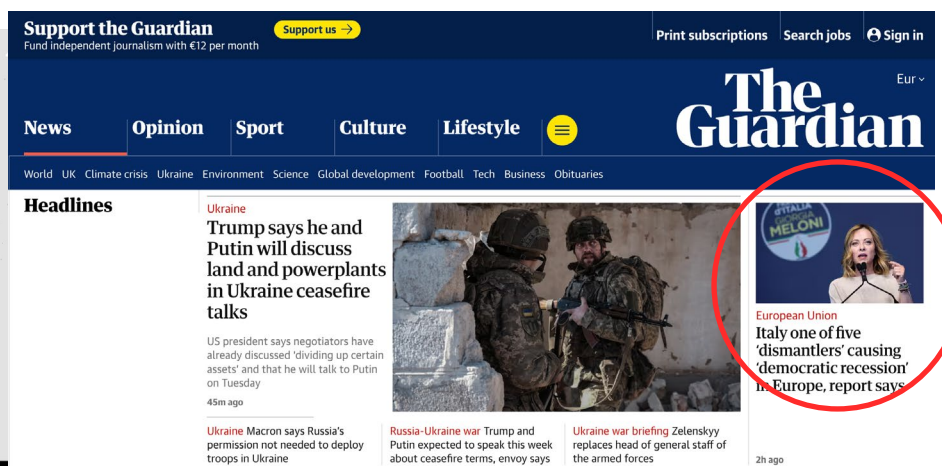 Support the Guardian
Fund independent journalism with €12 per month
Support us →
Print subscriptions
Search jobs
Sign in
Eur
The
Guardian
News
Opinion
Sport
Culture
Lifestyle
World UK Climate crisis Ukraine Environment Science Global development Football Tech Business Obituaries
Headlines
Ukraine
Trump says he and
Putin will discuss
land and powerplants
in Ukraine ceasefire
talks
US president says negotiators have
already discussed 'dividing up certain
assets' and that he will talk to Putin
on Tuesday
45m ago
D'ITALIA
GIORGIA
MELONI
European Union
Italy one of five
'dismantlers' causing
'democratic recession'
in Europe, report says
2h ago
Ukraine Macron says Russia's
permission not needed to deploy
troops in Ukraine
Russia-Ukraine war Trump and
Putin expected to speak this week
about ceasefire terms, envoy says
Ukraine war briefing Zelenskyy
replaces head of general staff of
the armed forces